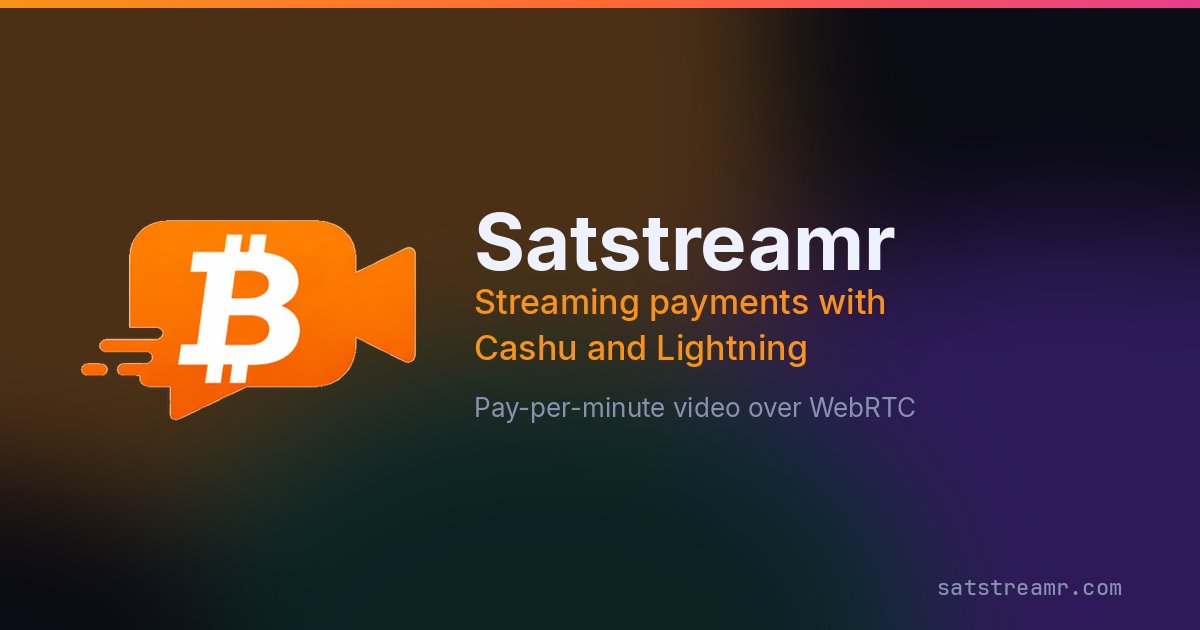 Satstreamr
Streaming payments with
Cashu and Lightning
Pay-per-minute video over WebRTC
satstreamr.com